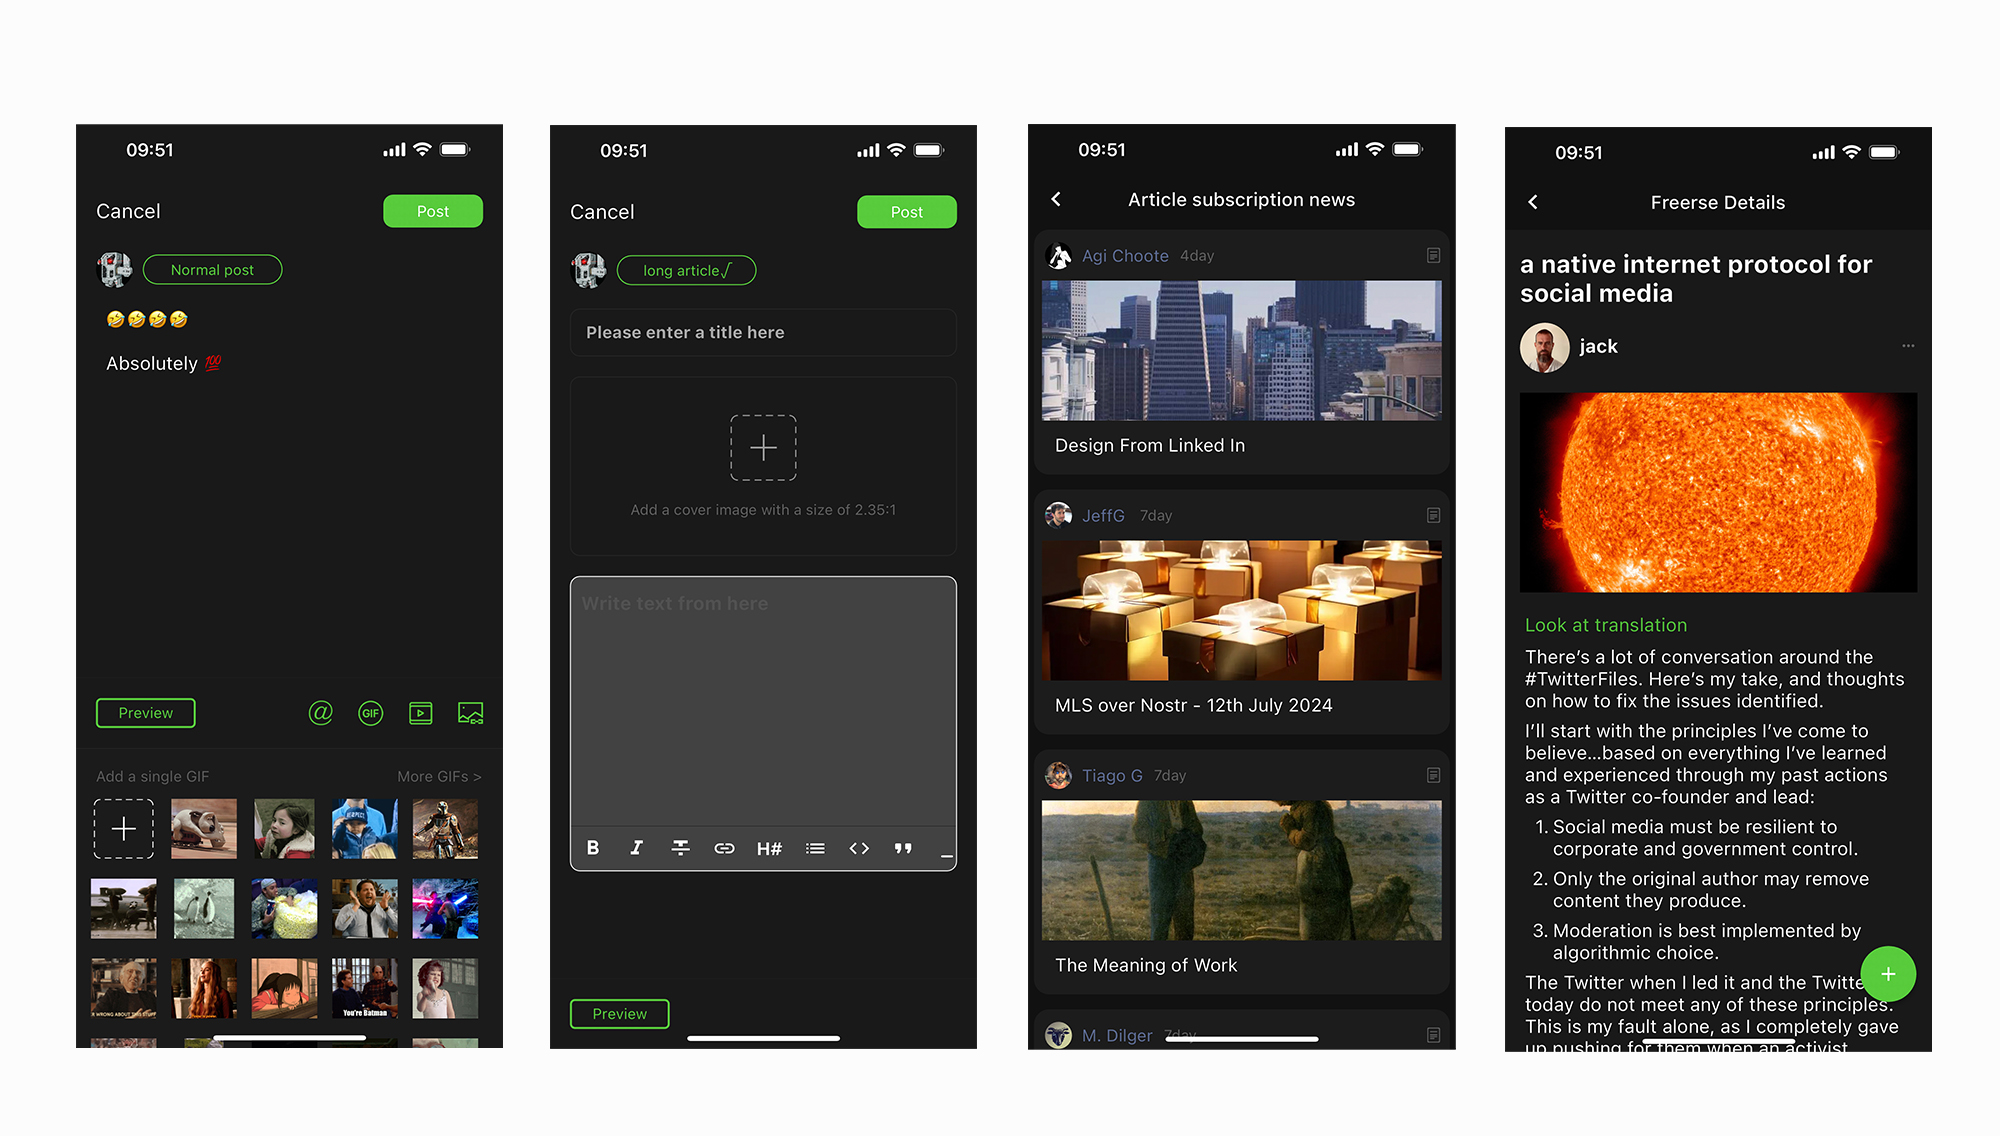 09:51
Cancel
Post
Normal post
🤣🤣🤣🤣
Absolutely 💯
Preview
@
GIF
Add a single GIF
More GIFs >
You're Batman
09:51
Cancel
Post
long article√
Please enter a title here
Add a cover image with a size of 2.35:1
Write text from here
B I T H# <> ”
Preview
09:51
Article subscription news
Agi Choote 4day
Design From Linked In
JeffG 7day
MLS over Nostr - 12th July 2024
Tiago G 7day
The Meaning of Work
M. Dilger 7day
09:51
Freerse Details
a native internet protocol for
social media
jack
Look at translation
There's a lot of conversation around the
#TwitterFiles. Here's my take, and thoughts
on how to fix the issues identified.
I'll start with the principles I've come to
believe...based on everything I've learned
and experienced through my past actions
as a Twitter co-founder and lead:
1. Social media must be resilient to
corporate and government control.
2. Only the original author may remove
content they produce.
3. Moderation is best implemented by
algorithmic choice.
The Twitter when I led it and the Twitte
today do not meet any of these principles.
This is my fault alone, as I completely gave
up pushing for them when an activist